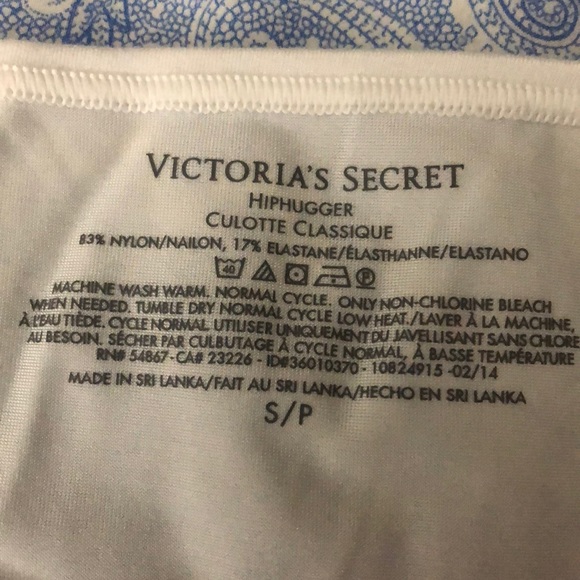 VICTORIA'S SECRET
HIPHUGGER
CULOTTE CLASSIQUE
83% NYLON/NAILON, 17% ELASTANE/ÉLASTHANNE/ELASTANO
40 P
MACHINE WASH WARM. NORMAL CYCLE. ONLY NON-CHLORINE BLEACH
WHEN NEEDED. TUMBLE DRY NORMAL CYCLE LOW HEAT./LAVER À LA MACHINE,
À L'EAU TIÈDE. CYCLE NORMAL. UTILISER UNIQUEMENT DU JAVELLISANT SANS CHLORE
AU BESOIN. SÉCHER PAR CULBUTAGE À CYCLE NORMAL, À BASSE TEMPÉRATURE
RN# 54867-CA# 23226 - ID#36010370 - 10824915 -02/14
MADE IN SRI LANKA/FAIT AU SRI LANKA/HECHO EN SRI LANKA
S/P